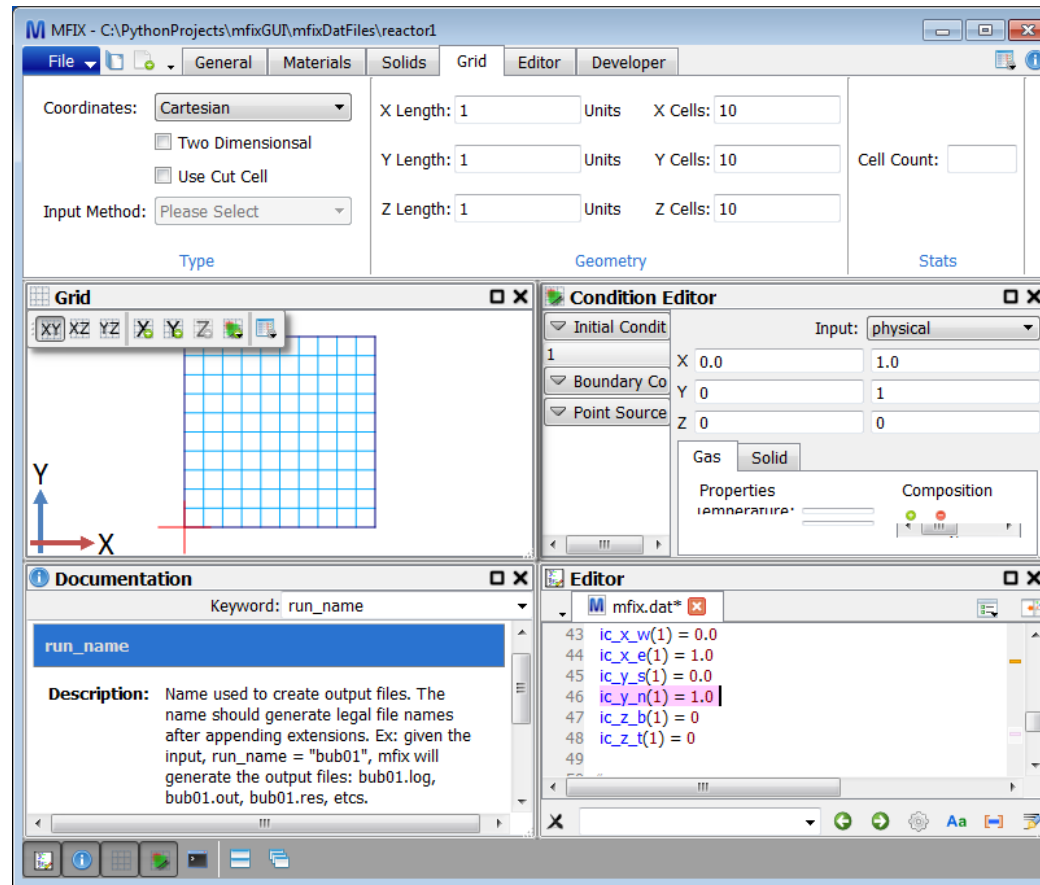 MFIX - C:\PythonProjects\mfixGUI\mfixDatFiles\reactor1
File General Materials Solids Grid Editor Developer
Coordinates: Cartesian X Length: 1 Units X Cells: 10
Two Dimensionsal
Y Length: 1 Units Y Cells: 10 Cell Count:
Use Cut Cell
Input Method: Please Select Z Length: 1 Units Z Cells: 10
Type Geometry Stats
Grid
XY XZ YZ X Y Z
Y
X
Condition Editor
Initial Condit
1
Boundary Co
Point Source
Input: physical
X 0.0 1.0
Y 0 1
Z 0 0
Gas Solid
Properties Composition
Temperature:
Documentation
Keyword: run_name
run_name
Description: Name used to create output files. The
name should generate legal file names
after appending extensions. Ex: given the
input, run_name = "bub01", mfix will
generate the output files: bub01.log,
bub01.out, bub01.res, etcs.
Editor
M mfix.dat*
43 ic_x_w(1) = 0.0
44 ic_x_e(1) = 1.0
45 ic_y_s(1) = 0.0
46 ic_y_n(1) = 1.0
47 ic_z_b(1) = 0
48 ic_z_t(1) = 0
49
Aa